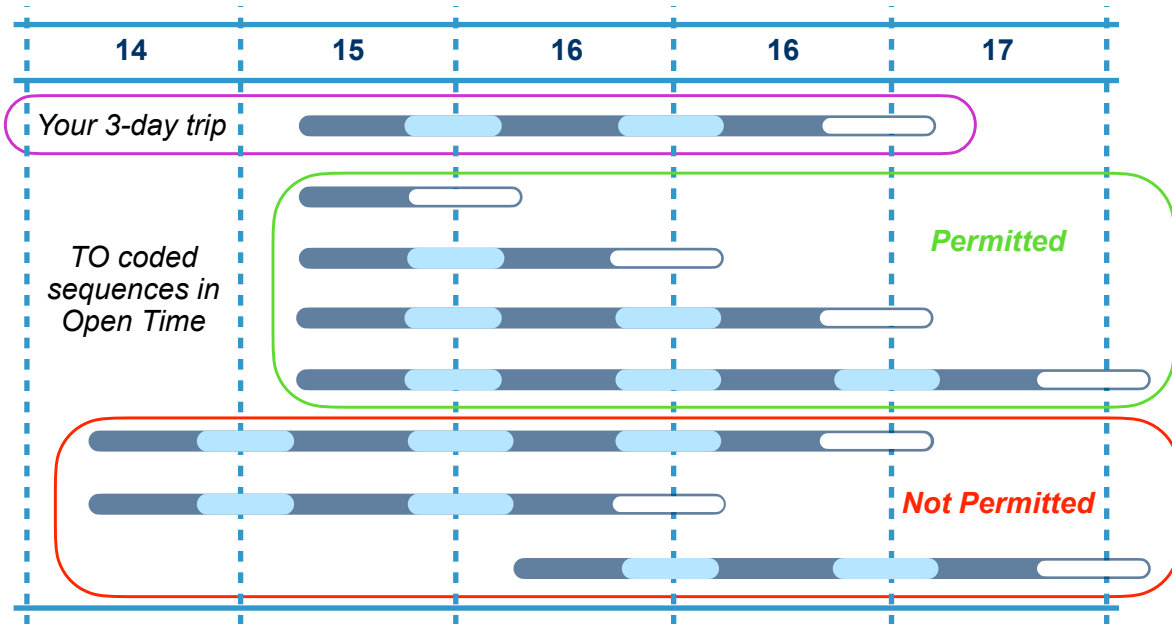 14 15 16 16 17
Your 3-day trip
Permitted
TO coded
sequences in
Open Time
Not Permitted